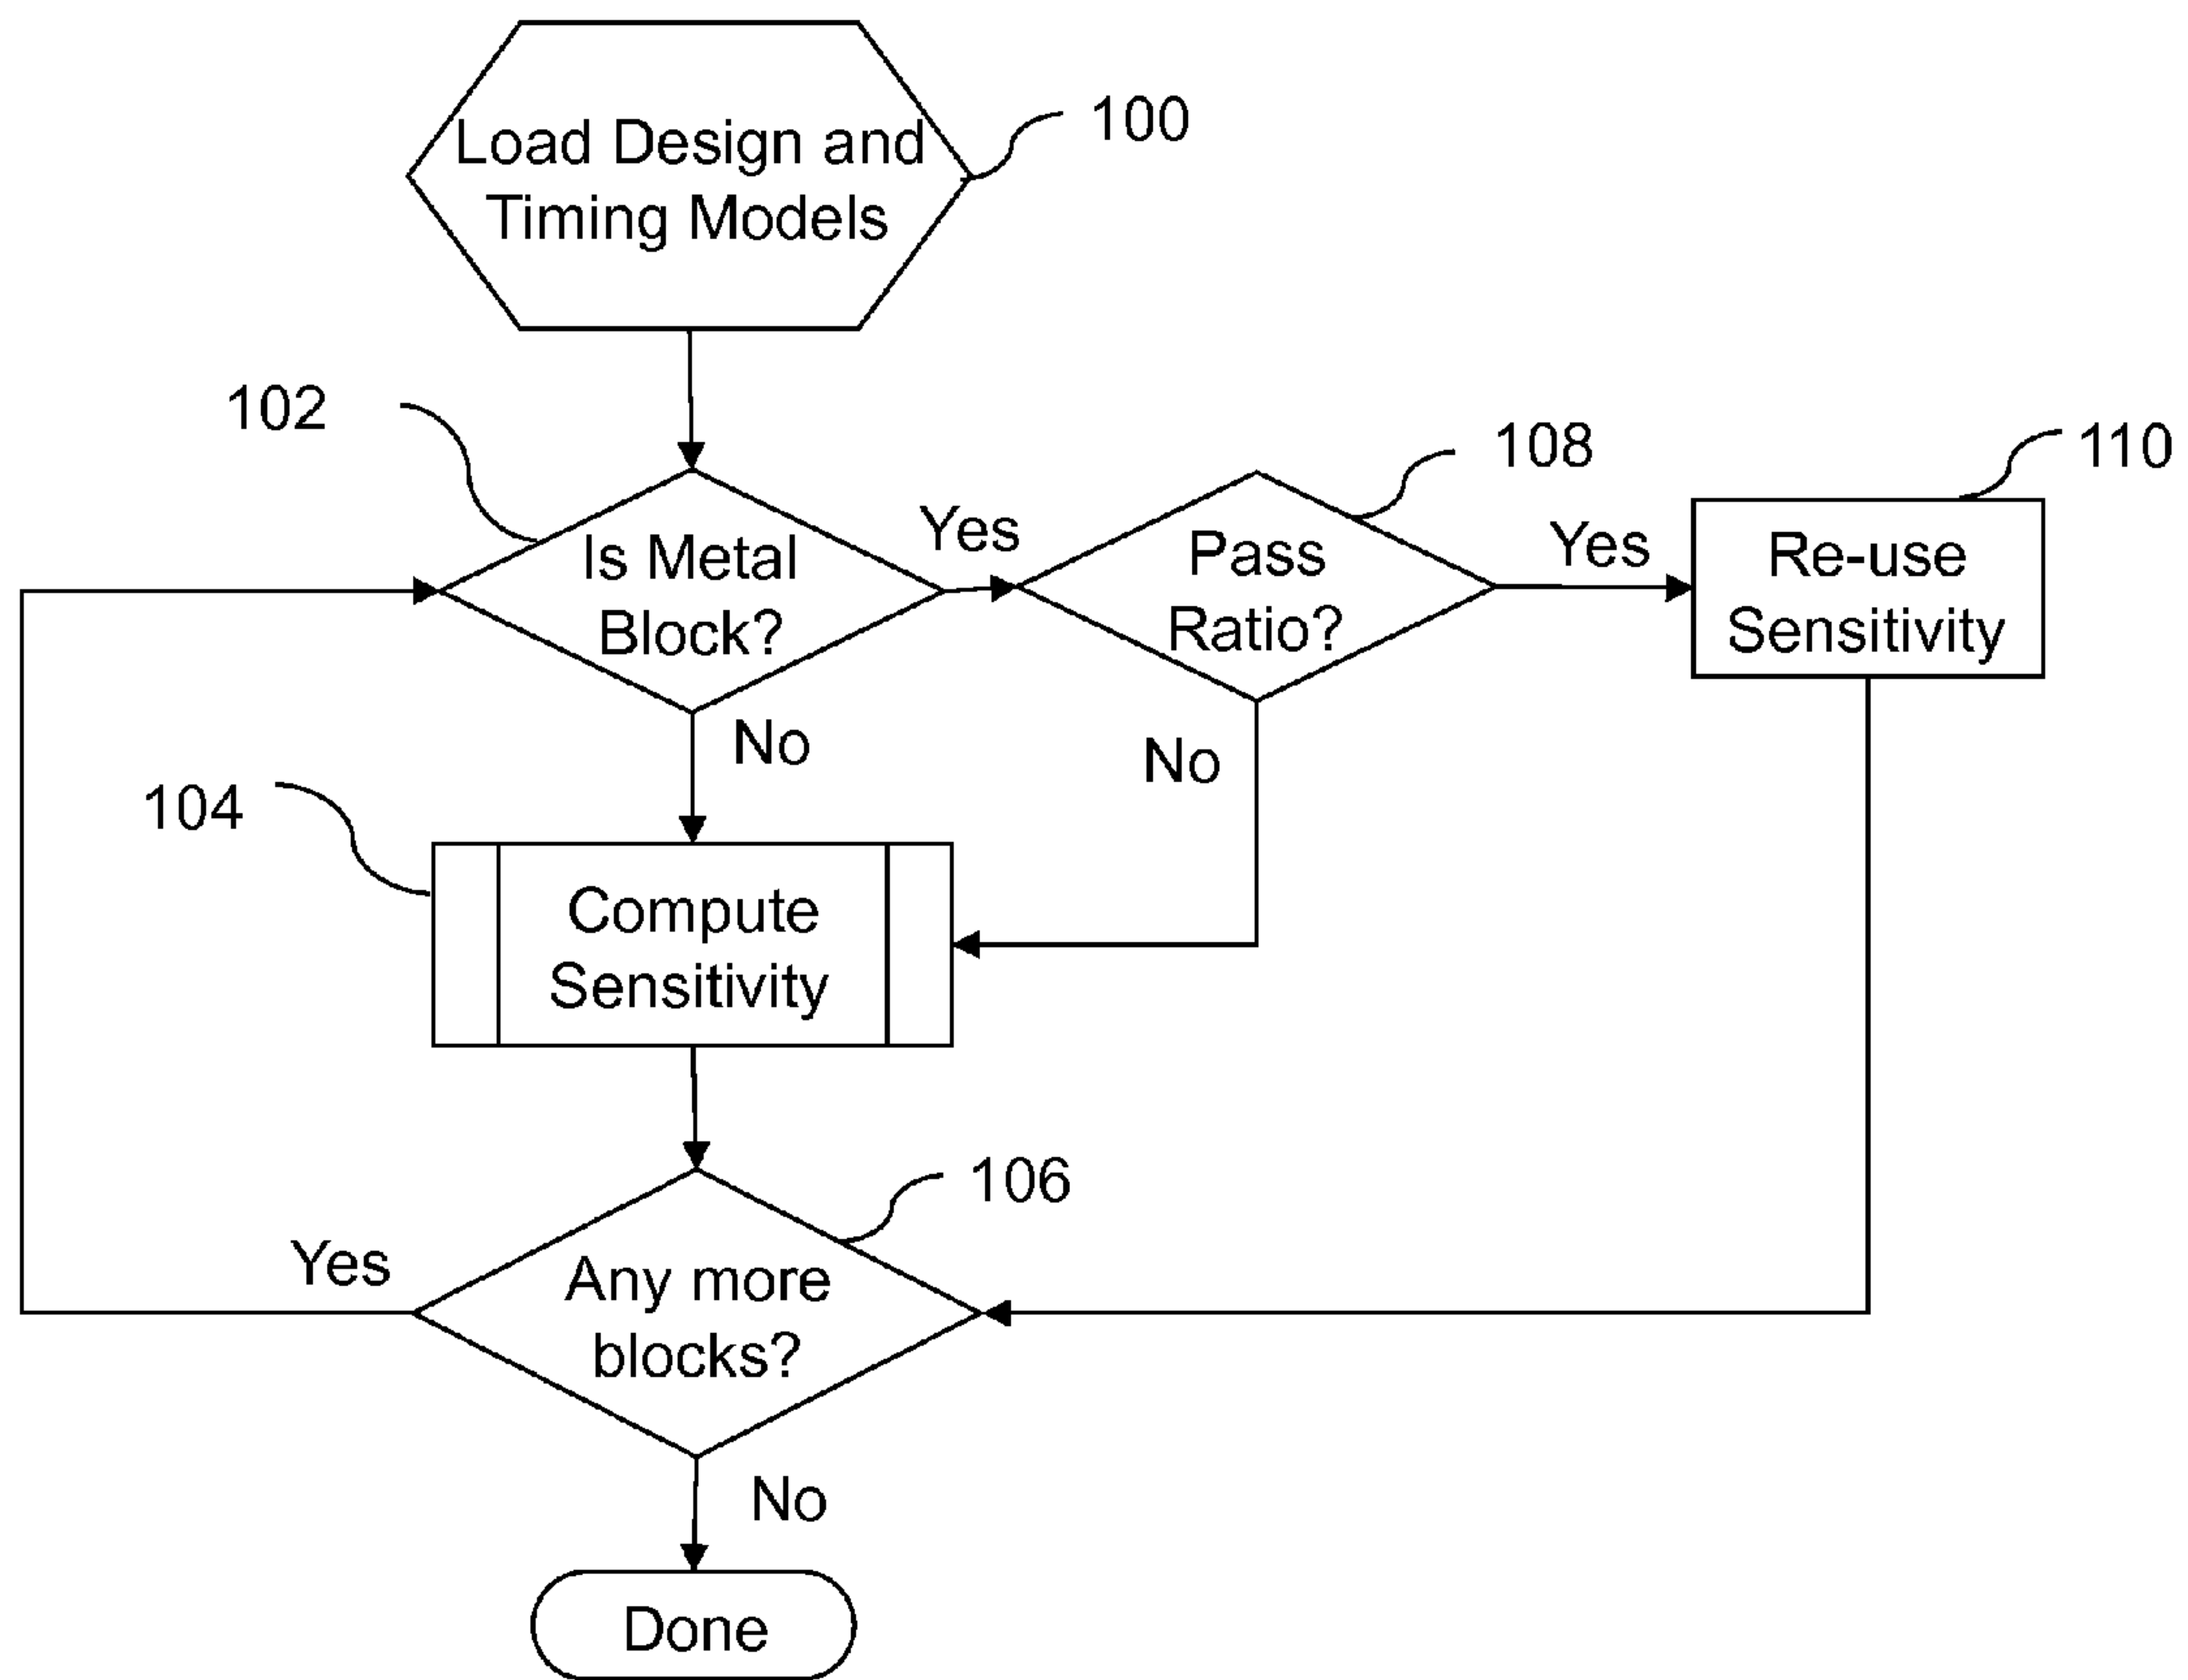 Load Design and
Timing Models
100
102
Is Metal
Block?
Yes
108
Pass
Ratio?
Yes
110
Re-use
Sensitivity
No
No
104
Compute
Sensitivity
106
Any more
blocks?
Yes
No
Done